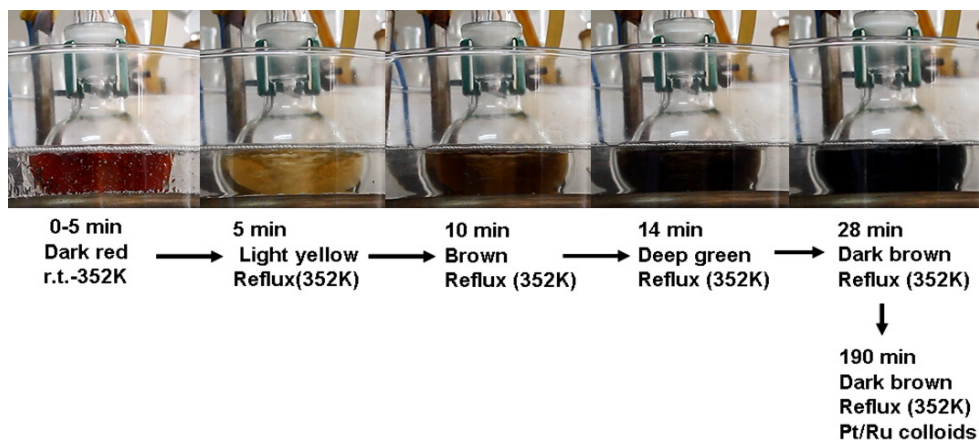 0-5 min
Dark red
r.t.-352K
5 min
Light yellow
Reflux(352K)
10 min
Brown
Reflux (352K)
14 min
Deep green
Reflux (352K)
28 min
Dark brown
Reflux (352K)
190 min
Dark brown
Reflux (352K)
Pt/Ru colloids